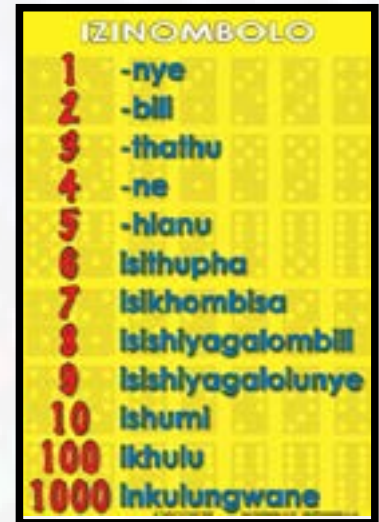 IZINOMBOLO
1 -nye
2 -bili
3 -thathu
4 -ne
5 -hlanu
6 isithupha
7 isikhombisa
8 isishiyagalombili
9 isishiyagalolunye
10 ishumi
100 ikhulu
1000 inkulungwane